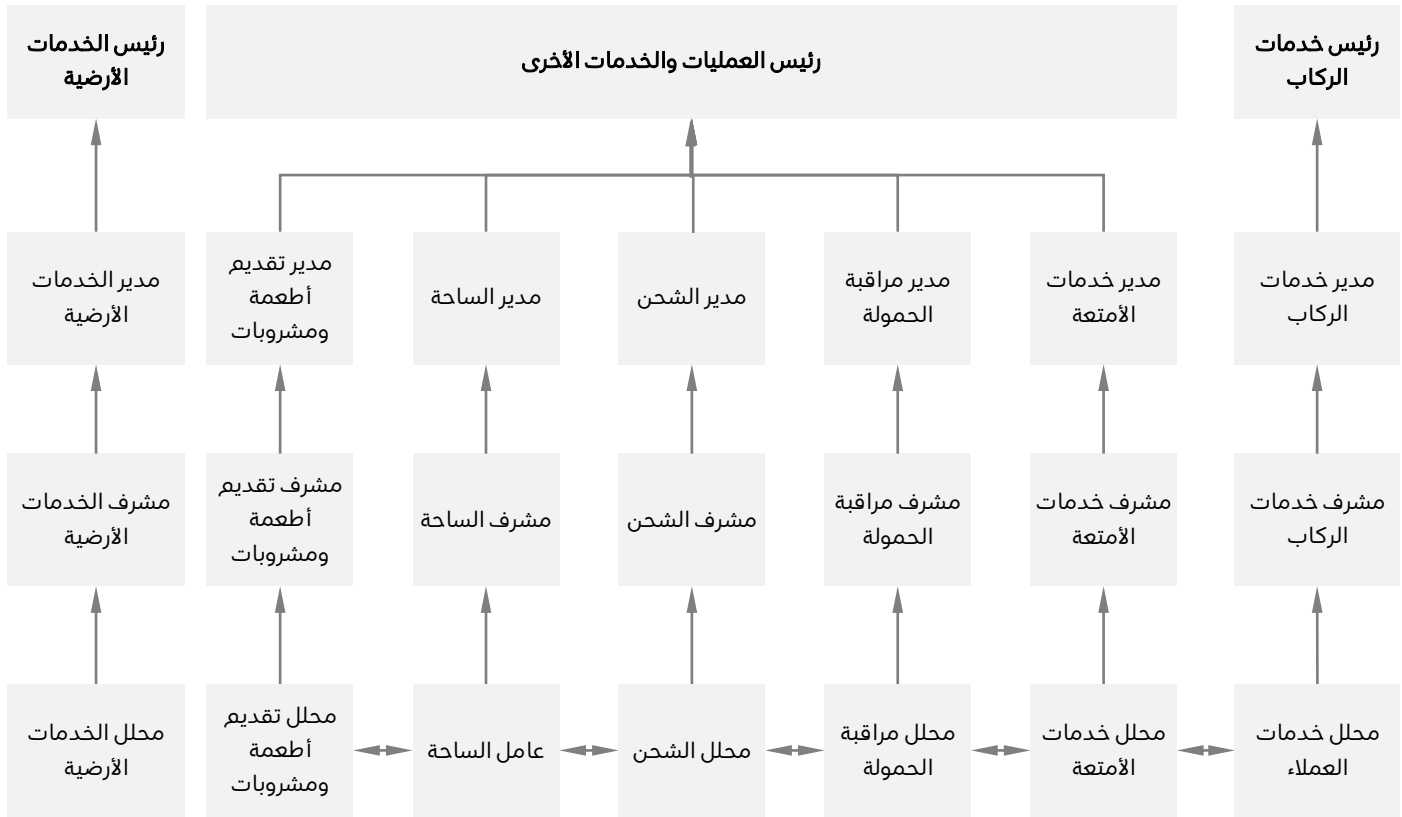 رئيس خدمات
الركاب
رئيس العمليات والخدمات الأخرى
رئيس الخدمات
الأرضية
مدير خدمات
الركاب
مدير خدمات
الأمتعة
مدير مراقبة
الحمولة
مدير الشحن
مدير الساحة
مدير تقديم
أطعمة
ومشروبات
مدير الخدمات
الأرضية
مشرف خدمات
الركاب
مشرف خدمات
الأمتعة
مشرف مراقبة
الحمولة
مشرف الشحن
مشرف الساحة
مشرف تقديم
أطعمة
ومشروبات
مشرف الخدمات
الأرضية
محلل خدمات
العملاء
محلل خدمات
الأمتعة
محلل مراقبة
الحمولة
محلل الشحن
عامل الساحة
محلل تقديم
أطعمة
ومشروبات
محلل الخدمات
الأرضية